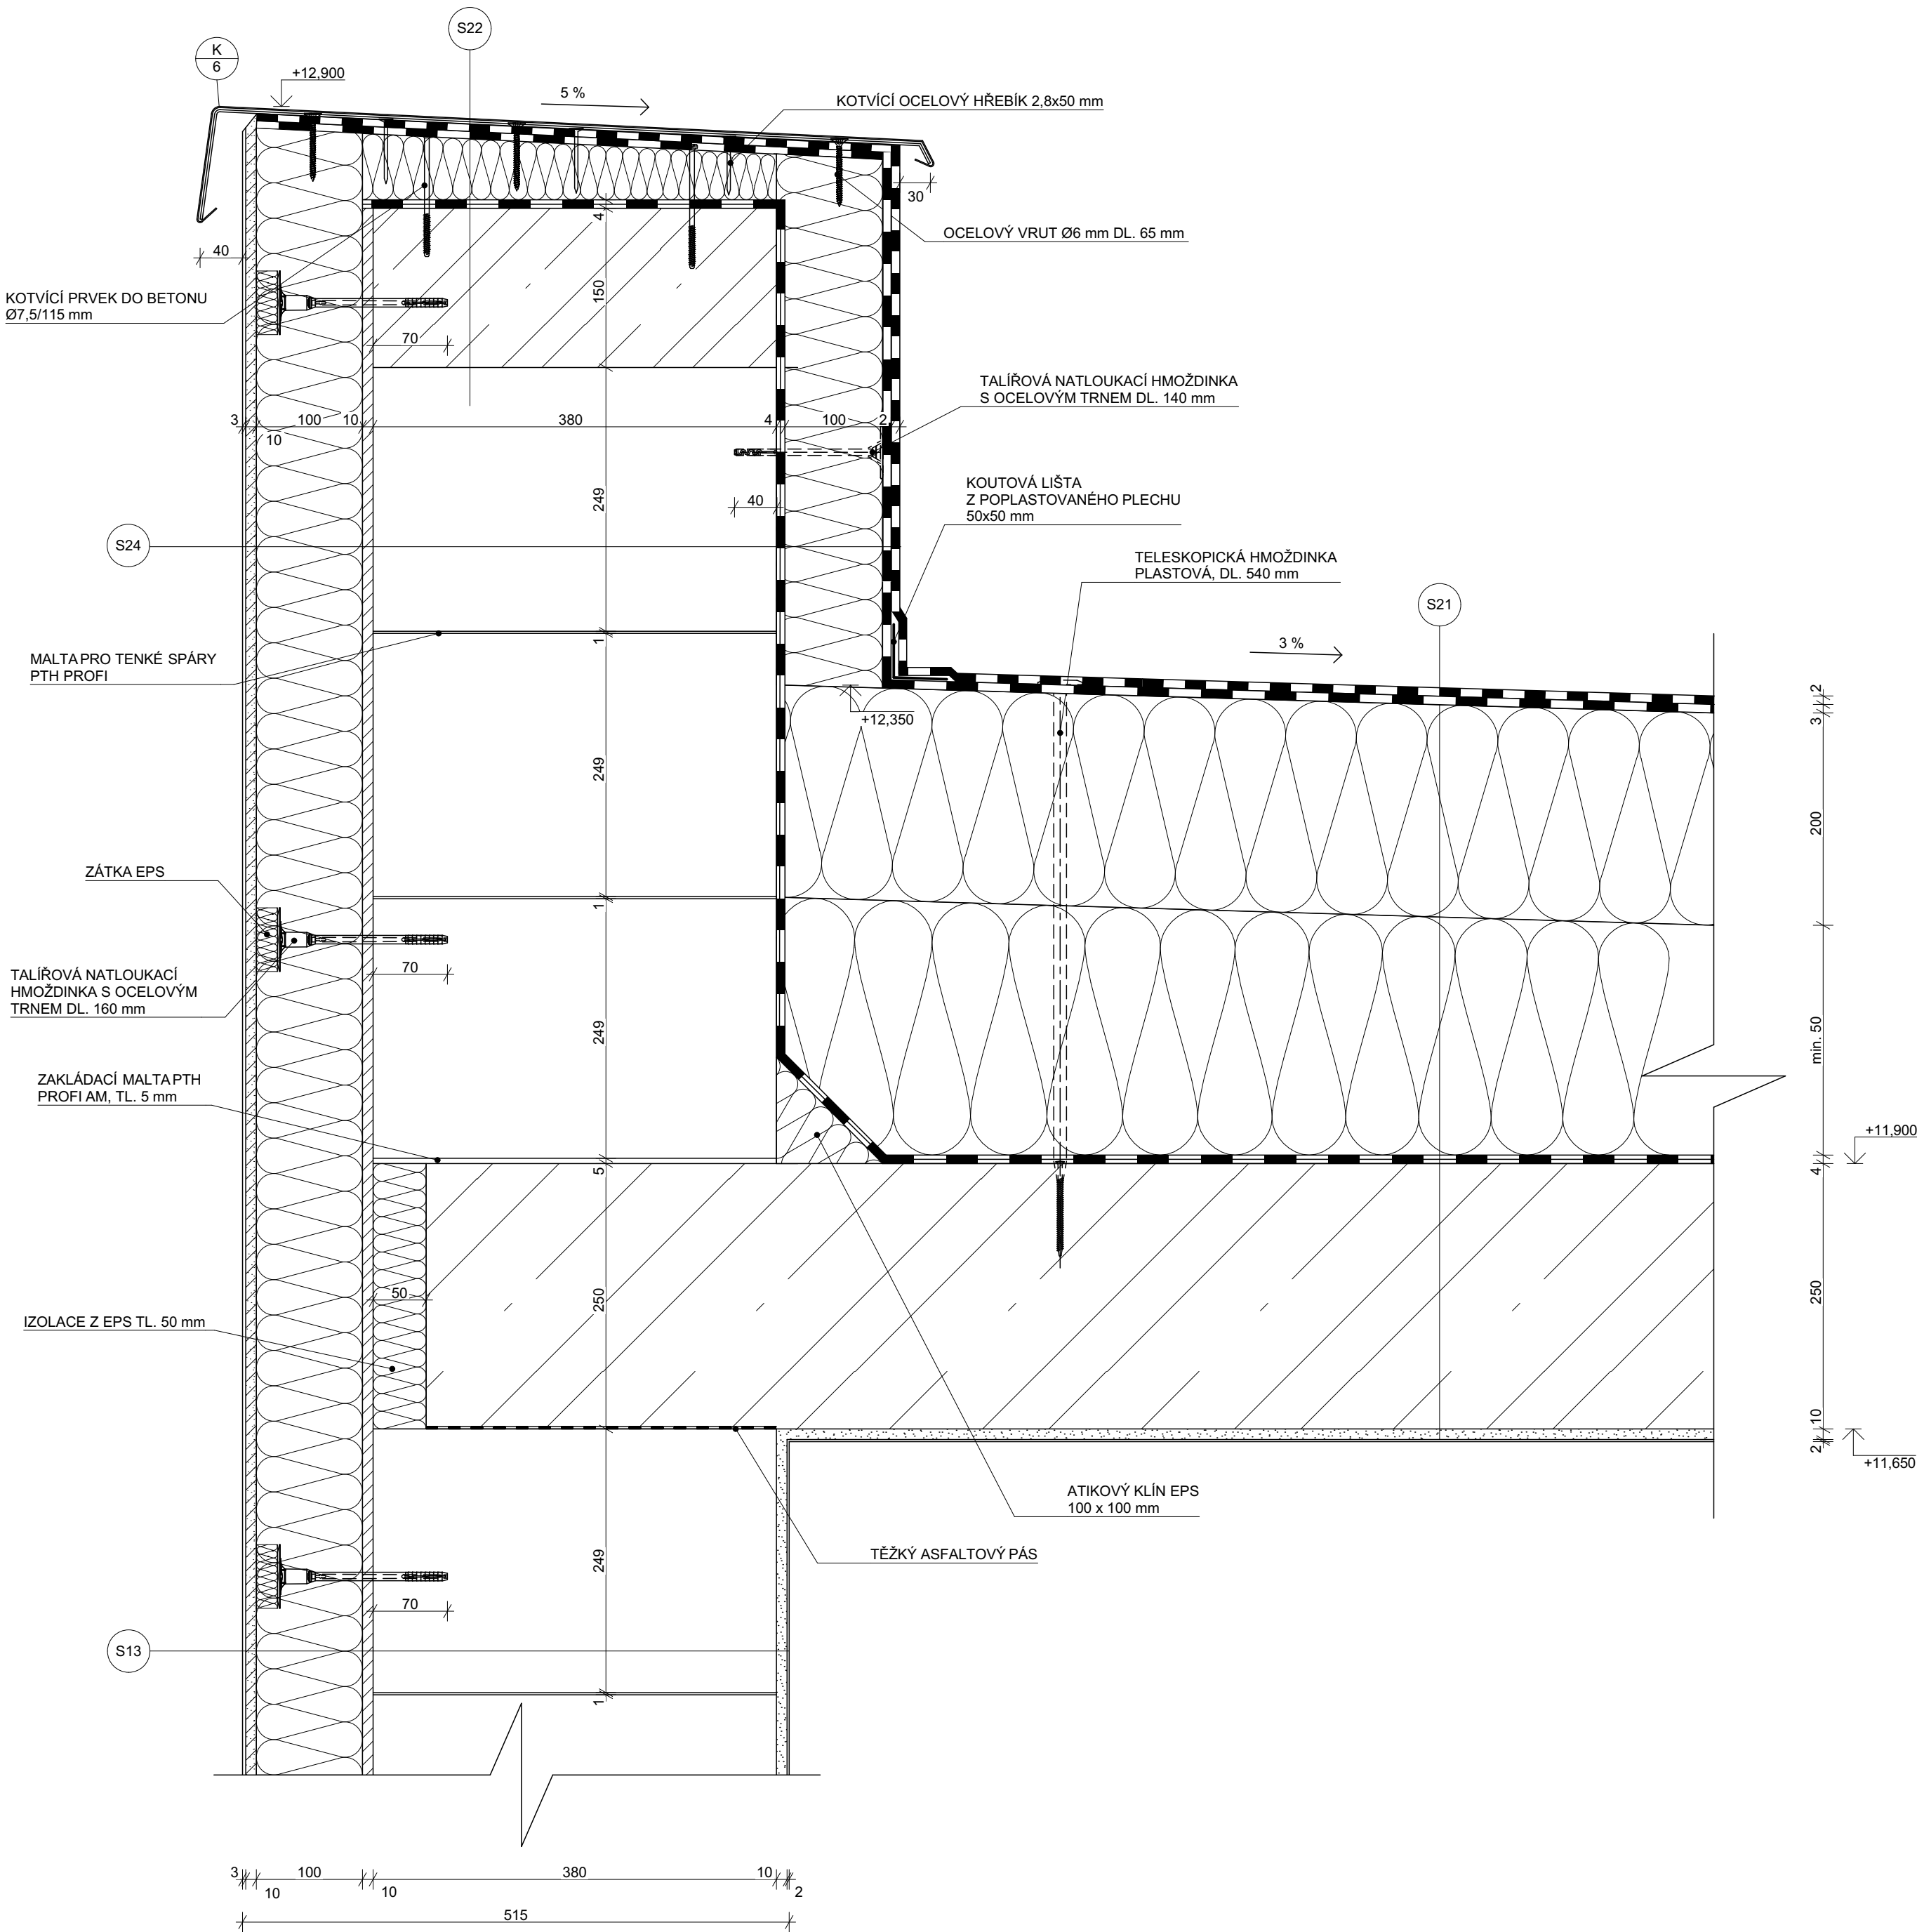 S22
K
6
+12,900
5 %
KOTVÍCÍ OCELOVÝ HŘEBÍK 2,8x50 mm
30
4
OCELOVÝ VRUT Ø6 mm DL. 65 mm
40
KOTVÍCÍ PRVEK DO BETONU
Ø7,5/115 mm
150
70
TALÍŘOVÁ NATLOUKACÍ HMOŽDINKA
S OCELOVÝM TRNEM DL. 140 mm
3
10
100
10
380
4
100
2
KOUTOVÁ LIŠTA
Z POPLASTOVANÉHO PLECHU
50x50 mm
249
40
S24
TELESKOPICKÁ HMOŽDINKA
PLASTOVÁ, DL. 540 mm
S21
1
3 %
MALTA PRO TENKÉ SPÁRY
PTH PROFI
+12,350
2
3
249
200
ZÁTKA EPS
1
TALÍŘOVÁ NATLOUKACÍ
HMOŽDINKA S OCELOVÝM
TRNEM DL. 160 mm
70
249
min. 50
ZAKLÁDACÍ MALTA PTH
PROFI AM, TL. 5 mm
+11,900
5
4
50
250
250
IZOLACE Z EPS TL. 50 mm
10
2
+11,650
ATIKOVÝ KLÍN EPS
100 x 100 mm
TĚŽKÝ ASFALTOVÝ PÁS
249
70
S13
1
3
10
100
10
380
10
2
515